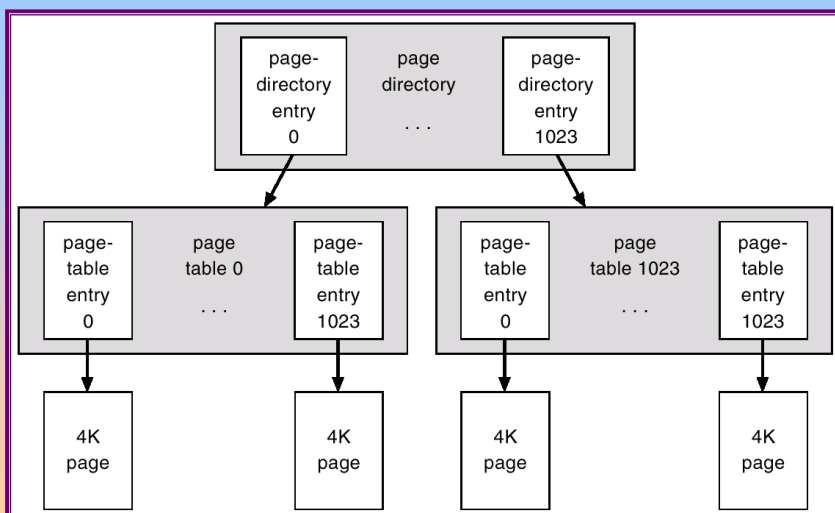 page-
directory
entry
0
page
directory
. . .
page-
directory
entry
1023
page-
table
entry
0
page
table 0
. . .
page-
table
entry
1023
page-
table
entry
0
page
table 1023
. . .
page-
table
entry
1023
4K
page
4K
page
4K
page
4K
page